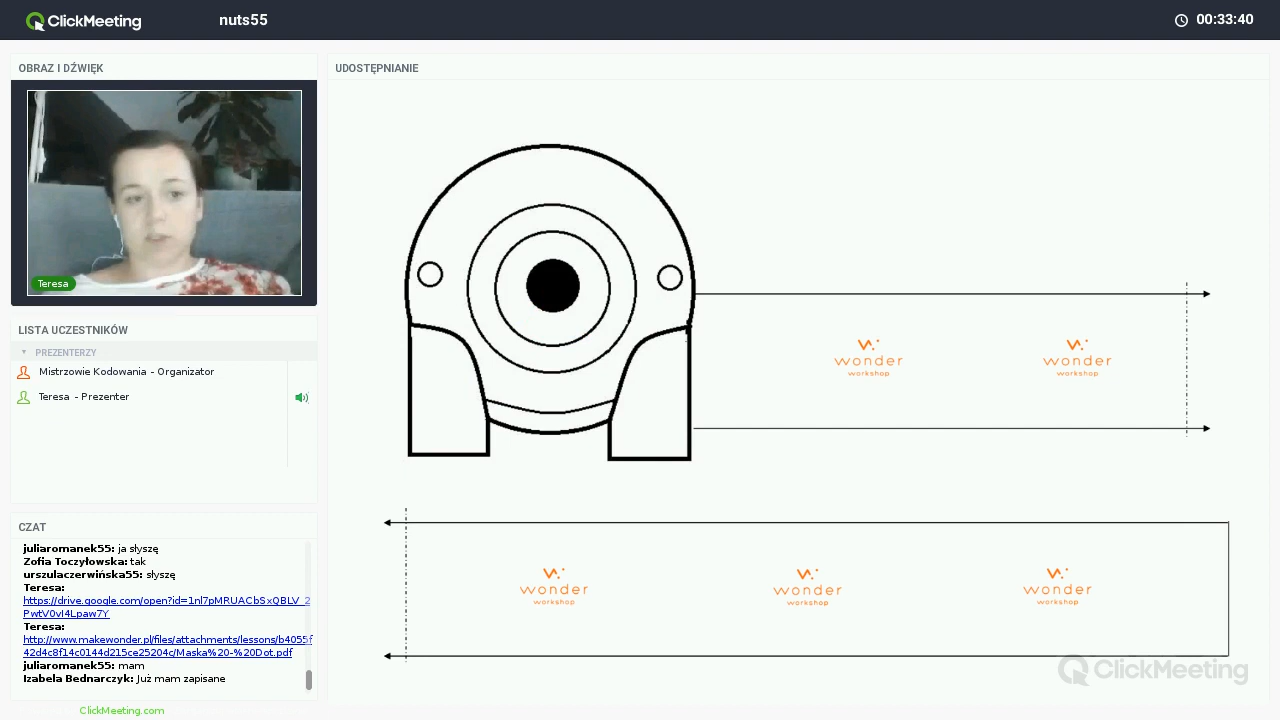 ClickMeeting
nuts55
00:33:40
OBRAZ I DŹWIĘK
Teresa
LISTA UCZESTNIKÓW
PREZENTERZY
Mistrzowie Kodowania - Organizator
Teresa - Prezenter
CZAT
juliaromanek55: ja słyszę
Zofia Toczyłowska: tak
urszulaczerwińska55: słyszę
Teresa:
https://drive.google.com/open?id=1nl7pMRUACbSxQBLV_2
PwtV0vI4Lpaw7Y
Teresa:
http://www.makewonder.pl/files/attachments/lessons/b4055f
42d4c8f14c0144d215ce25204c/Maska%20-%20Dot.pdf
juliaromanek55: mam
Izabela Bednarczyk: Już mam zapisane
ClickMeeting.com
UDOSTĘPNIANIE
wonder
workshop
wonder
workshop
wonder
workshop
wonder
workshop
wonder
workshop
ClickMeeting